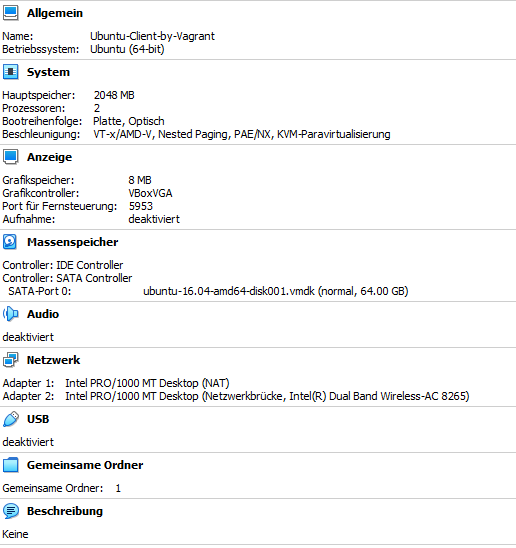 Allgemein
Name: Ubuntu-Client-by-Vagrant
Betriebssystem: Ubuntu (64-bit)
System
Hauptspeicher: 2048 MB
Prozessoren: 2
Bootreihenfolge: Platte, Optisch
Beschleunigung: VT-x/AMD-V, Nested Paging, PAE/NX, KVM-Paravirtualisierung
Anzeige
Grafikspeicher: 8 MB
Grafikcontroller: VBoxVGA
Port für Fernsteuerung: 5953
Aufnahme: deaktiviert
Massenspeicher
Controller: IDE Controller
Controller: SATA Controller
SATA-Port 0: ubuntu-16.04-amd64-disk001.vmdk (normal, 64.00 GB)
Audio
deaktiviert
Netzwerk
Adapter 1: Intel PRO/1000 MT Desktop (NAT)
Adapter 2: Intel PRO/1000 MT Desktop (Netzwerkbrücke, Intel(R) Dual Band Wireless-AC 8265)
USB
deaktiviert
Gemeinsame Ordner
Gemeinsame Ordner: 1
Beschreibung
Keine